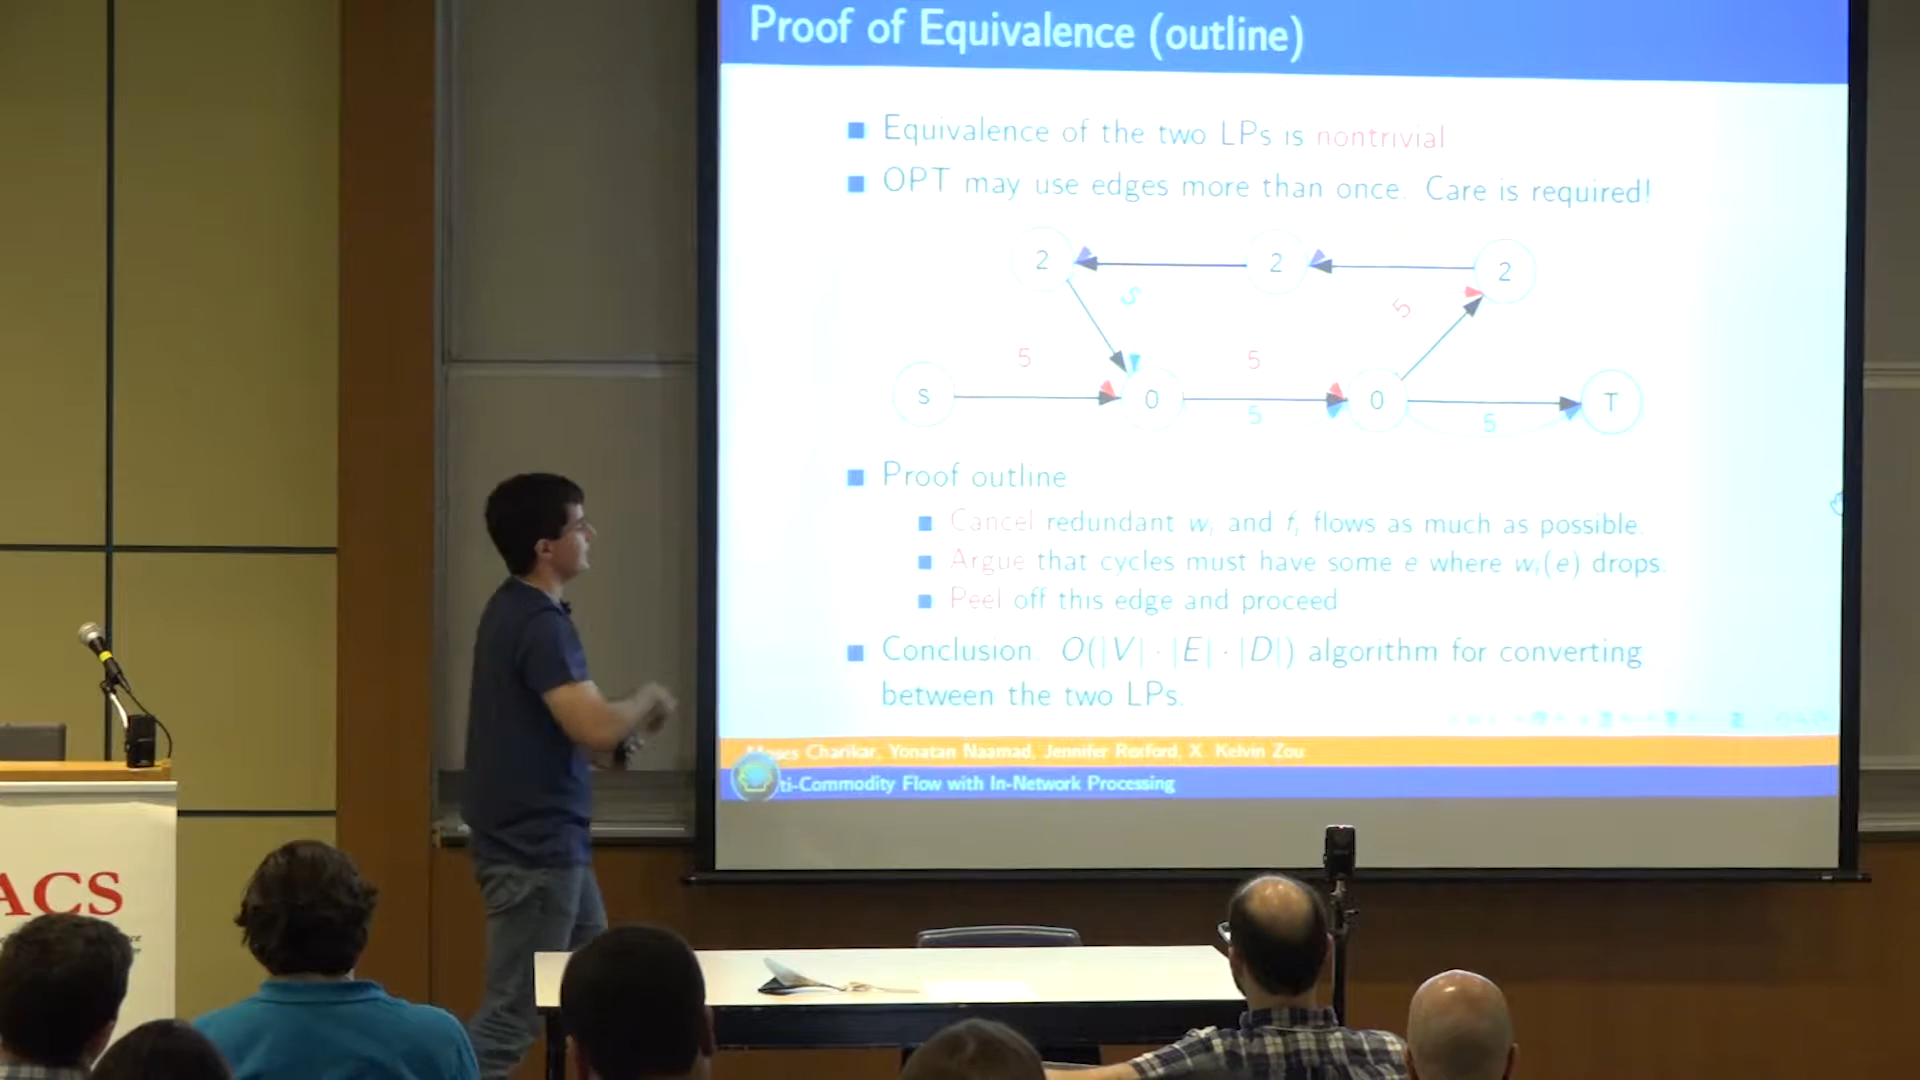 Proof of Equivalence (outline)
Equivalence of the two LPs is nontrivial
OPT may use edges more than once. Care is required!
2 2 2
5 5
5 5
S 0 0 T
5 5
Proof outline
Cancel redundant wᵢ and fᵢ flows as much as possible.
Argue that cycles must have some e where wᵢ(e) drops.
Peel off this edge and proceed
Conclusion. O(|V| · |E| · |D|) algorithm for converting
between the two LPs.
Moses Charikar, Yonatan Naamad, Jennifer Rexford, X. Kelvin Zou
ti-Commodity Flow with In-Network Processing
ACS